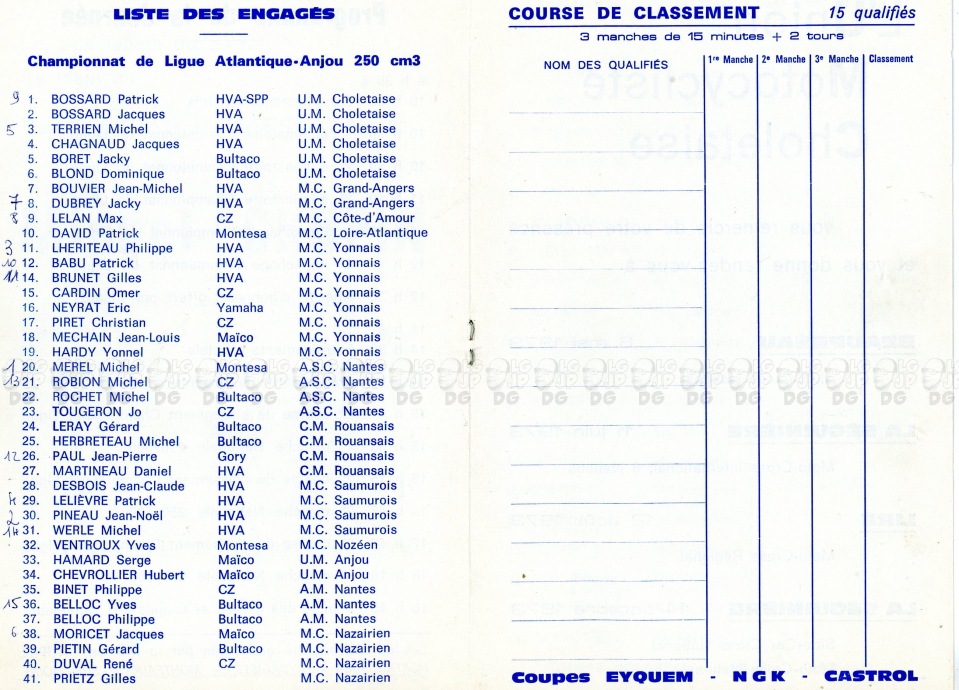 LISTE DES ENGAGÉS
Championnat de Ligue Atlantique-Anjou 250 cm3
9 1. BOSSARD Patrick HVA-SPP U.M. Choletaise
2. BOSSARD Jacques HVA U.M. Choletaise
5 3. TERRIEN Michel HVA U.M. Choletaise
4. CHAGNAUD Jacques HVA U.M. Choletaise
5. BORET Jacky Bultaco U.M. Choletaise
6. BLOND Dominique Bultaco U.M. Choletaise
7. BOUVIER Jean-Michel HVA M.C. Grand-Angers
7 8. DUBREY Jacky HVA M.C. Grand-Angers
8 9. LELAN Max CZ M.C. Côte-d'Amour
10. DAVID Patrick Montesa M.C. Loire-Atlantique
3 11. LHERITEAU Philippe HVA M.C. Yonnais
10 12. BABU Patrick HVA M.C. Yonnais
11 14. BRUNET Gilles HVA M.C. Yonnais
15. CARDIN Omer CZ M.C. Yonnais
16. NEYRAT Eric Yamaha M.C. Yonnais
17. PIRET Christian CZ M.C. Yonnais
18. MECHAIN Jean-Louis Maïco M.C. Yonnais
19. HARDY Yonnel HVA M.C. Yonnais
1 20. MEREL Michel Montesa A.S.C. Nantes
13 21. ROBION Michel CZ A.S.C. Nantes
22. ROCHET Michel Bultaco A.S.C. Nantes
23. TOUGERON Jo CZ A.S.C. Nantes
24. LERAY Gérard Bultaco C.M. Rouansais
25. HERBRETEAU Michel Bultaco C.M. Rouansais
12 26. PAUL Jean-Pierre Gory C.M. Rouansais
27. MARTINEAU Daniel HVA C.M. Rouansais
28. DESBOIS Jean-Claude HVA M.C. Saumurois
4 29. LELIÈVRE Patrick HVA M.C. Saumurois
2 30. PINEAU Jean-Noël HVA M.C. Saumurois
14 31. WERLE Michel HVA M.C. Saumurois
32. VENTROUX Yves Montesa M.C. Nozéen
33. HAMARD Serge Maïco U.M. Anjou
34. CHEVROLLIER Hubert Maïco U.M. Anjou
35. BINET Philippe CZ A.M. Nantes
15 36. BELLOC Yves Bultaco A.M. Nantes
37. BELLOC Philippe Bultaco A.M. Nantes
6 38. MORICET Jacques Maïco M.C. Nazairien
39. PIETIN Gérard Bultaco M.C. Nazairien
40. DUVAL René CZ M.C. Nazairien
41. PRIETZ Gilles M.C. Nazairien
COURSE DE CLASSEMENT 15 qualifiés
3 manches de 15 minutes + 2 tours
NOM DES QUALIFIÉS 1re Manche 2e Manche 3e Manche Classement
Coupes EYQUEM - NGK - CASTROL
DG DG DG DG DG DG DG DG DG DG DG DG